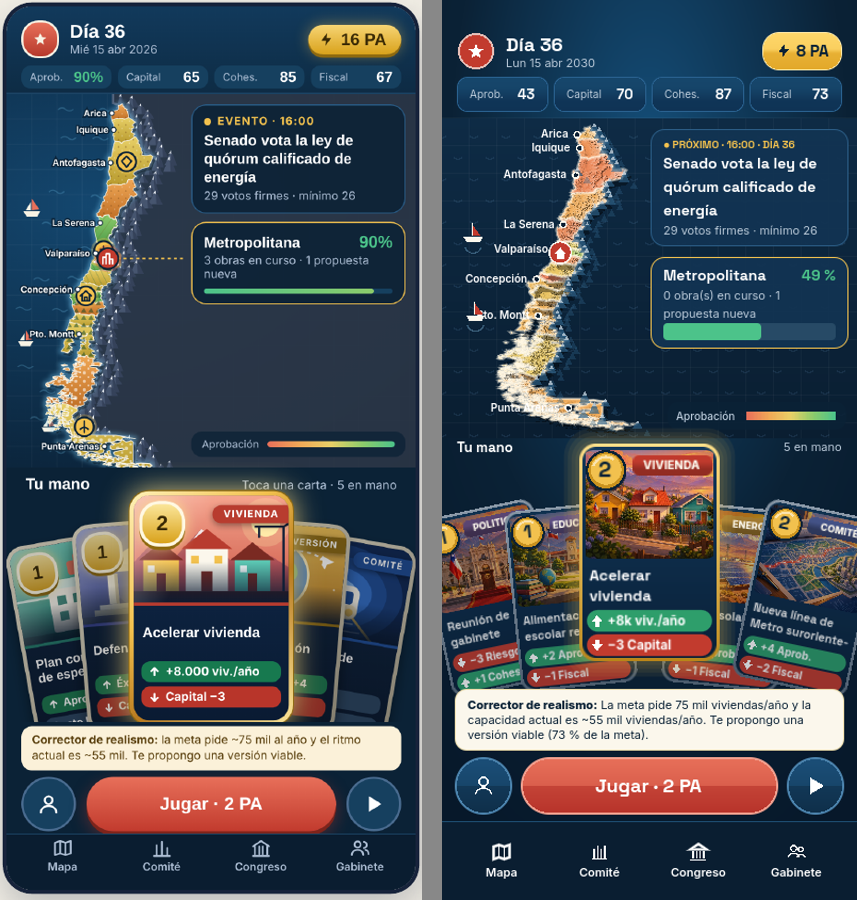 Día 36
Mié 15 abr 2026
16 PA
Aprob. 90%
Capital 65
Cohes. 85
Fiscal 67
Arica
Iquique
Antofagasta
La Serena
Valparaíso
Concepción
Pto. Montt
Punta Arenas
EVENTO · 16:00
Senado vota la ley de
quórum calificado de
energía
29 votos firmes · mínimo 26
Metropolitana 90%
3 obras en curso · 1 propuesta
nueva
Aprobación
Tu mano
Toca una carta · 5 en mano
1
Plan
de
1
2
VIVIENDA
Acelerar vivienda
+8.000 viv./año
Capital −3
COMITÉ
de
+4
Corrector de realismo: la meta pide ~75 mil al año y el ritmo
actual es ~55 mil. Te propongo una versión viable.
Jugar · 2 PA
Mapa
Comité
Congreso
Gabinete
Día 36
Lun 15 abr 2030
8 PA
Aprob. 43
Capital 70
Cohes. 87
Fiscal 73
Arica
Iquique
Antofagasta
La Serena
Valparaíso
Concepción
Pto. Montt
Punta Arenas
PRÓXIMO · 16:00 · DÍA 36
Senado vota la ley de
quórum calificado de
energía
29 votos firmes · mínimo 26
Metropolitana 49 %
0 obra(s) en curso · 1
propuesta nueva
Aprobación
Tu mano
5 en mano
Reunión de
gabinete
−3
+1
1
escolar
+2
−1 Fiscal
2
VIVIENDA
Acelerar
vivienda
+8k viv./año
−3 Capital
−1 Fiscal
2
Nueva línea de
Metro suroriente-
+4 Aprob.
−2 Fiscal
Corrector de realismo: La meta pide 75 mil viviendas/año y la
capacidad actual es ~55 mil viviendas/año. Te propongo una
versión viable (73 % de la meta).
Jugar · 2 PA
Mapa
Comité
Congreso
Gabinete